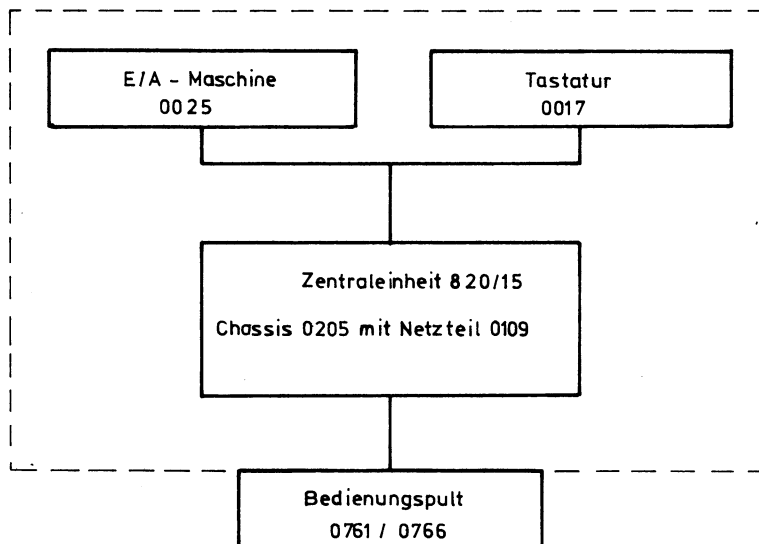 E/A - Maschine
0025
Tastatur
0017
Zentraleinheit 820/15
Chassis 0205 mit Netzteil 0109
Bedienungspult
0761 / 0766